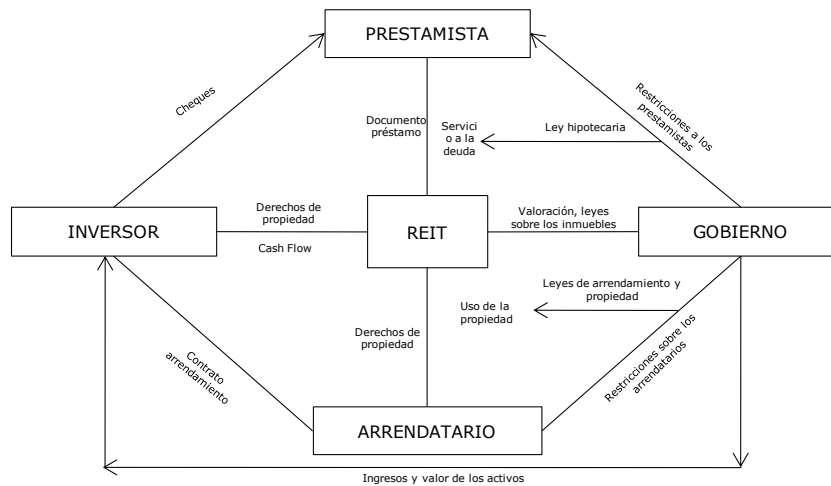 PRESTAMISTA
Cheques
Restricciones a los
prestamistas
Documento
préstamo
Servici
o a la
deuda
Ley hipotecaria
Derechos de
propiedad
INVERSOR
REIT
Valoración, leyes
sobre los inmuebles
GOBIERNO
Cash Flow
Leyes de arrendamiento y
propiedad
Uso de la
propiedad
Derechos de
propiedad
Contrato
arrendamiento
Restricciones sobre los
arrendatarios
ARRENDATARIO
Ingresos y valor de los activos